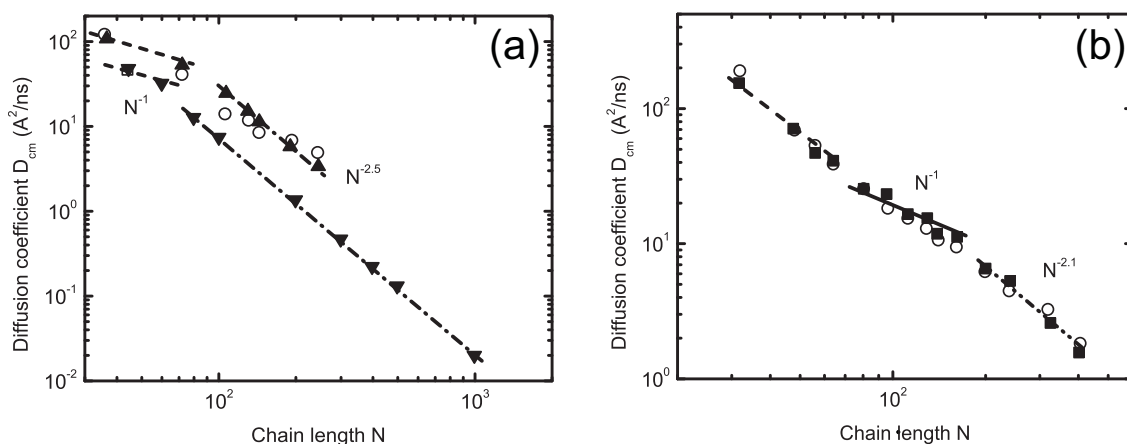 (a)
Diffusion coefficient D_cm (A^2/ns)
10^2
10^1
10^0
10^-1
10^-2
N^-1
N^-2.5
10^2
10^3
Chain length N
(b)
Diffusion coefficient D_cm (A^2/ns)
10^2
10^1
10^0
N^-1
N^-2.1
10^2
Chain length N